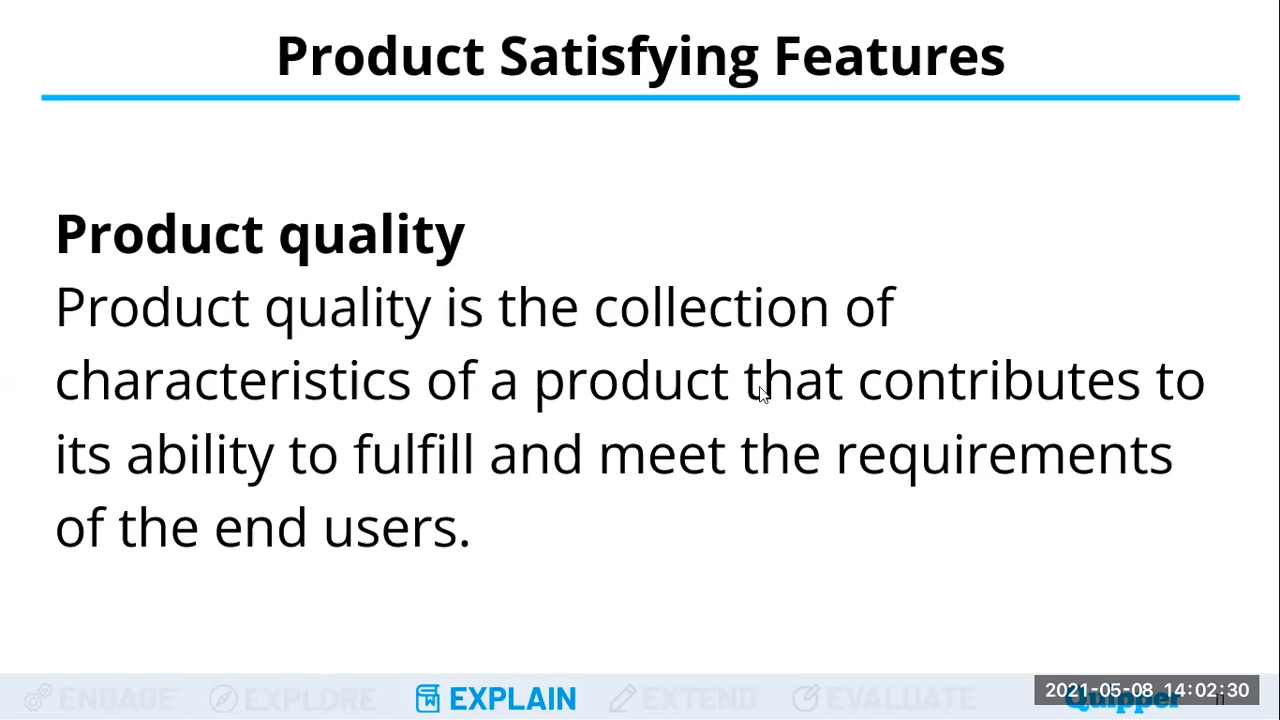 Product Satisfying Features
Product quality
Product quality is the collection of
characteristics of a product that contributes to
its ability to fulfill and meet the requirements
of the end users.
ENGAGE EXPLORE EXPLAIN EXTEND EVALUATE Quipper
2021-05-08 14:02:30